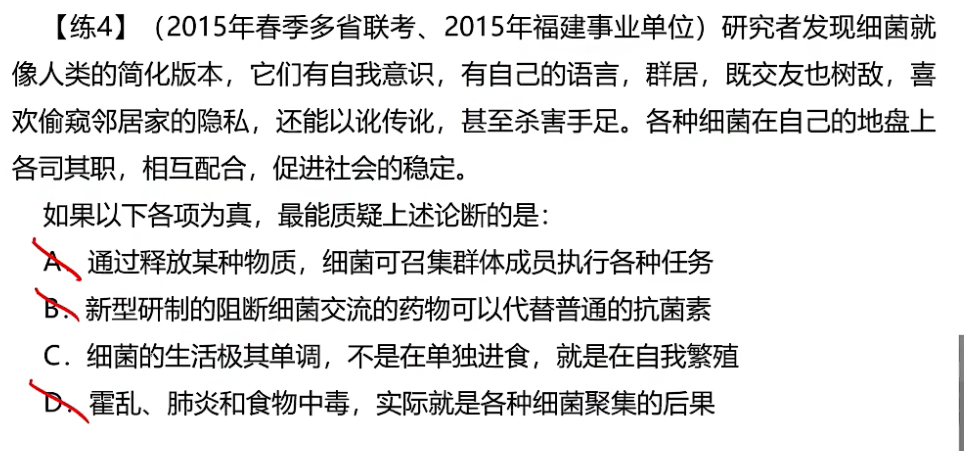 【练4】(2015年春季多省联考、2015年福建事业单位)研究者发现细菌就
像人类的简化版本，它们有自我意识，有自己的语言，群居，既交友也树敌，喜
欢偷窥邻居家的隐私，还能以讹传讹，甚至杀害手足。各种细菌在自己的地盘上
各司其职，相互配合，促进社会的稳定。
如果以下各项为真，最能质疑上述论断的是：
A．通过释放某种物质，细菌可召集群体成员执行各种任务
B．新型研制的阻断细菌交流的药物可以代替普通的抗菌素
C．细菌的生活极其单调，不是在单独进食，就是在自我繁殖
D．霍乱、肺炎和食物中毒，实际就是各种细菌聚集的后果